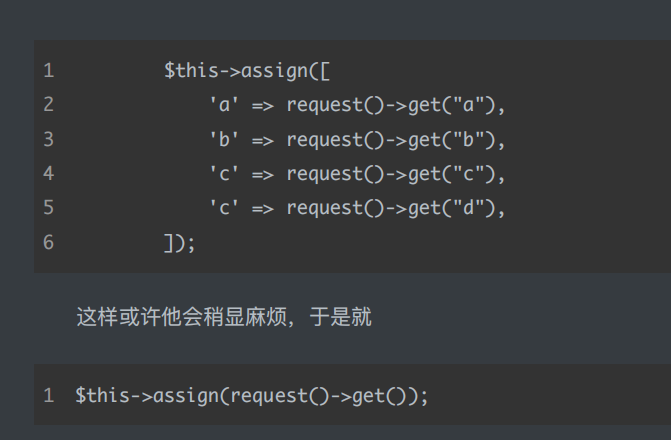 1 $this->assign([
2 'a' => request()->get("a"),
3 'b' => request()->get("b"),
4 'c' => request()->get("c"),
5 'c' => request()->get("d"),
6 ]);
这样或许他会稍显麻烦，于是就
1 $this->assign(request()->get());